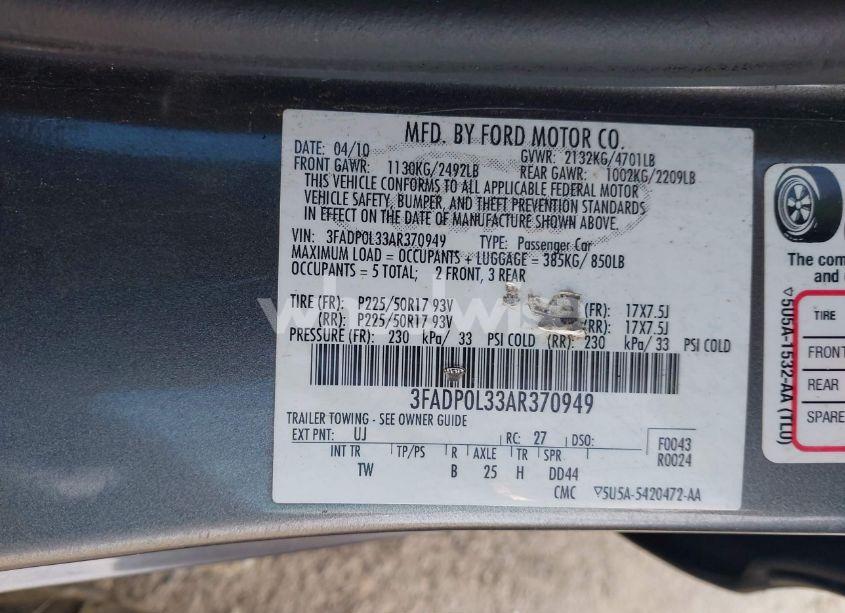 MFD. BY FORD MOTOR CO.
DATE: 04/10 GVWR: 2132KG/4701LB
FRONT GAWR: 1130KG/2492LB REAR GAWR: 1002KG/2209LB
THIS VEHICLE CONFORMS TO ALL APPLICABLE FEDERAL MOTOR
VEHICLE SAFETY, BUMPER, AND THEFT PREVENTION STANDARDS
IN EFFECT ON THE DATE OF MANUFACTURE SHOWN ABOVE.
VIN: 3FADP0L33AR370949 TYPE: Passenger Car
MAXIMUM LOAD = OCCUPANTS + LUGGAGE = 385KG/ 850LB
OCCUPANTS = 5 TOTAL; 2 FRONT, 3 REAR
TIRE (FR): P225/50R17 93V (FR): 17X7.5J
(RR): P225/50R17 93V (RR): 17X7.5J
PRESSURE (FR): 230 kPa/ 33 PSI COLD (RR): 230 kPa/ 33 PSI COLD
3FADP0L33AR370949
TRAILER TOWING - SEE OWNER GUIDE
EXT PNT: UJ RC: 27 DSO: F0043
R0024
INT TR TP/PS R AXLE TR SPR
TW B 25 H DD44
CMC ▽5U5A-5420472-AA
▽5U5A-1532-AA (TL0)
The com
and
TIRE
FRONT
REAR
SPARE